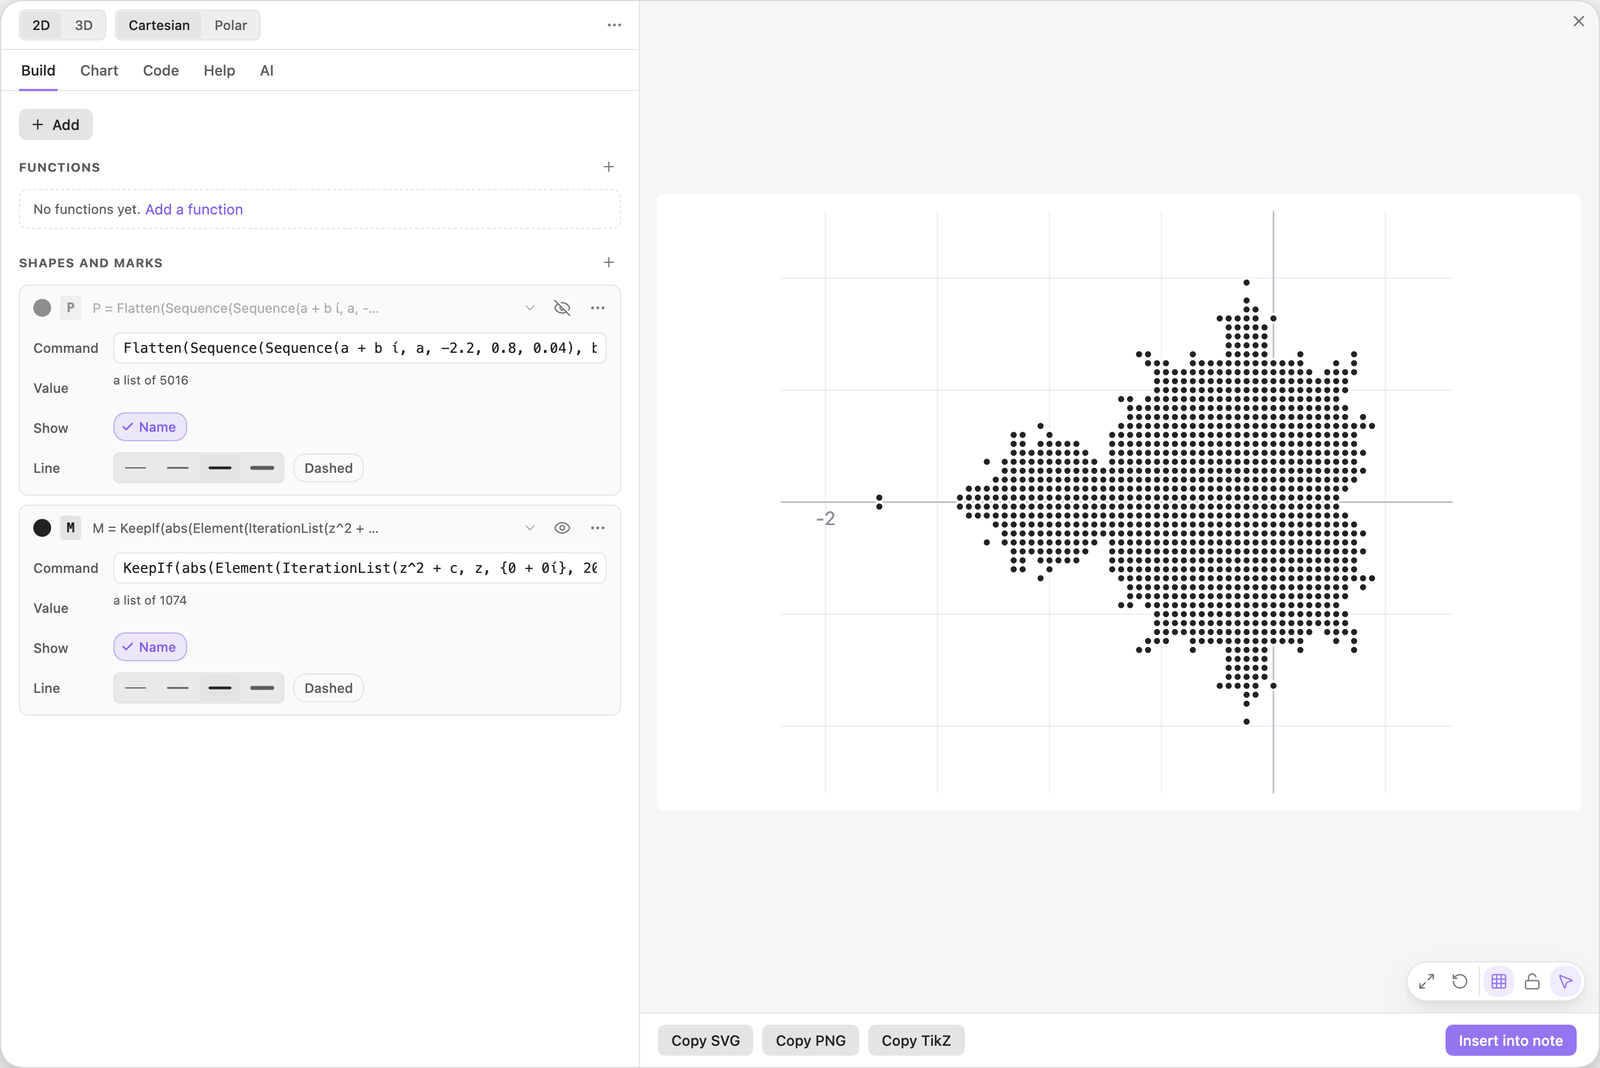 2D 3D Cartesian Polar
Build Chart Code Help AI
+ Add
FUNCTIONS
No functions yet. Add a function
SHAPES AND MARKS
P P = Flatten(Sequence(Sequence(a + b ί, a, -...
Command Flatten(Sequence(Sequence(a + b ί, a, −2.2, 0.8, 0.04), b
Value a list of 5016
Show Name
Line Dashed
M M = KeepIf(abs(Element(IterationList(z^2 + ...
Command KeepIf(abs(Element(IterationList(z^2 + c, z, {0 + 0ί}, 20
Value a list of 1074
Show Name
Line Dashed
-2
Copy SVG Copy PNG Copy TikZ Insert into note